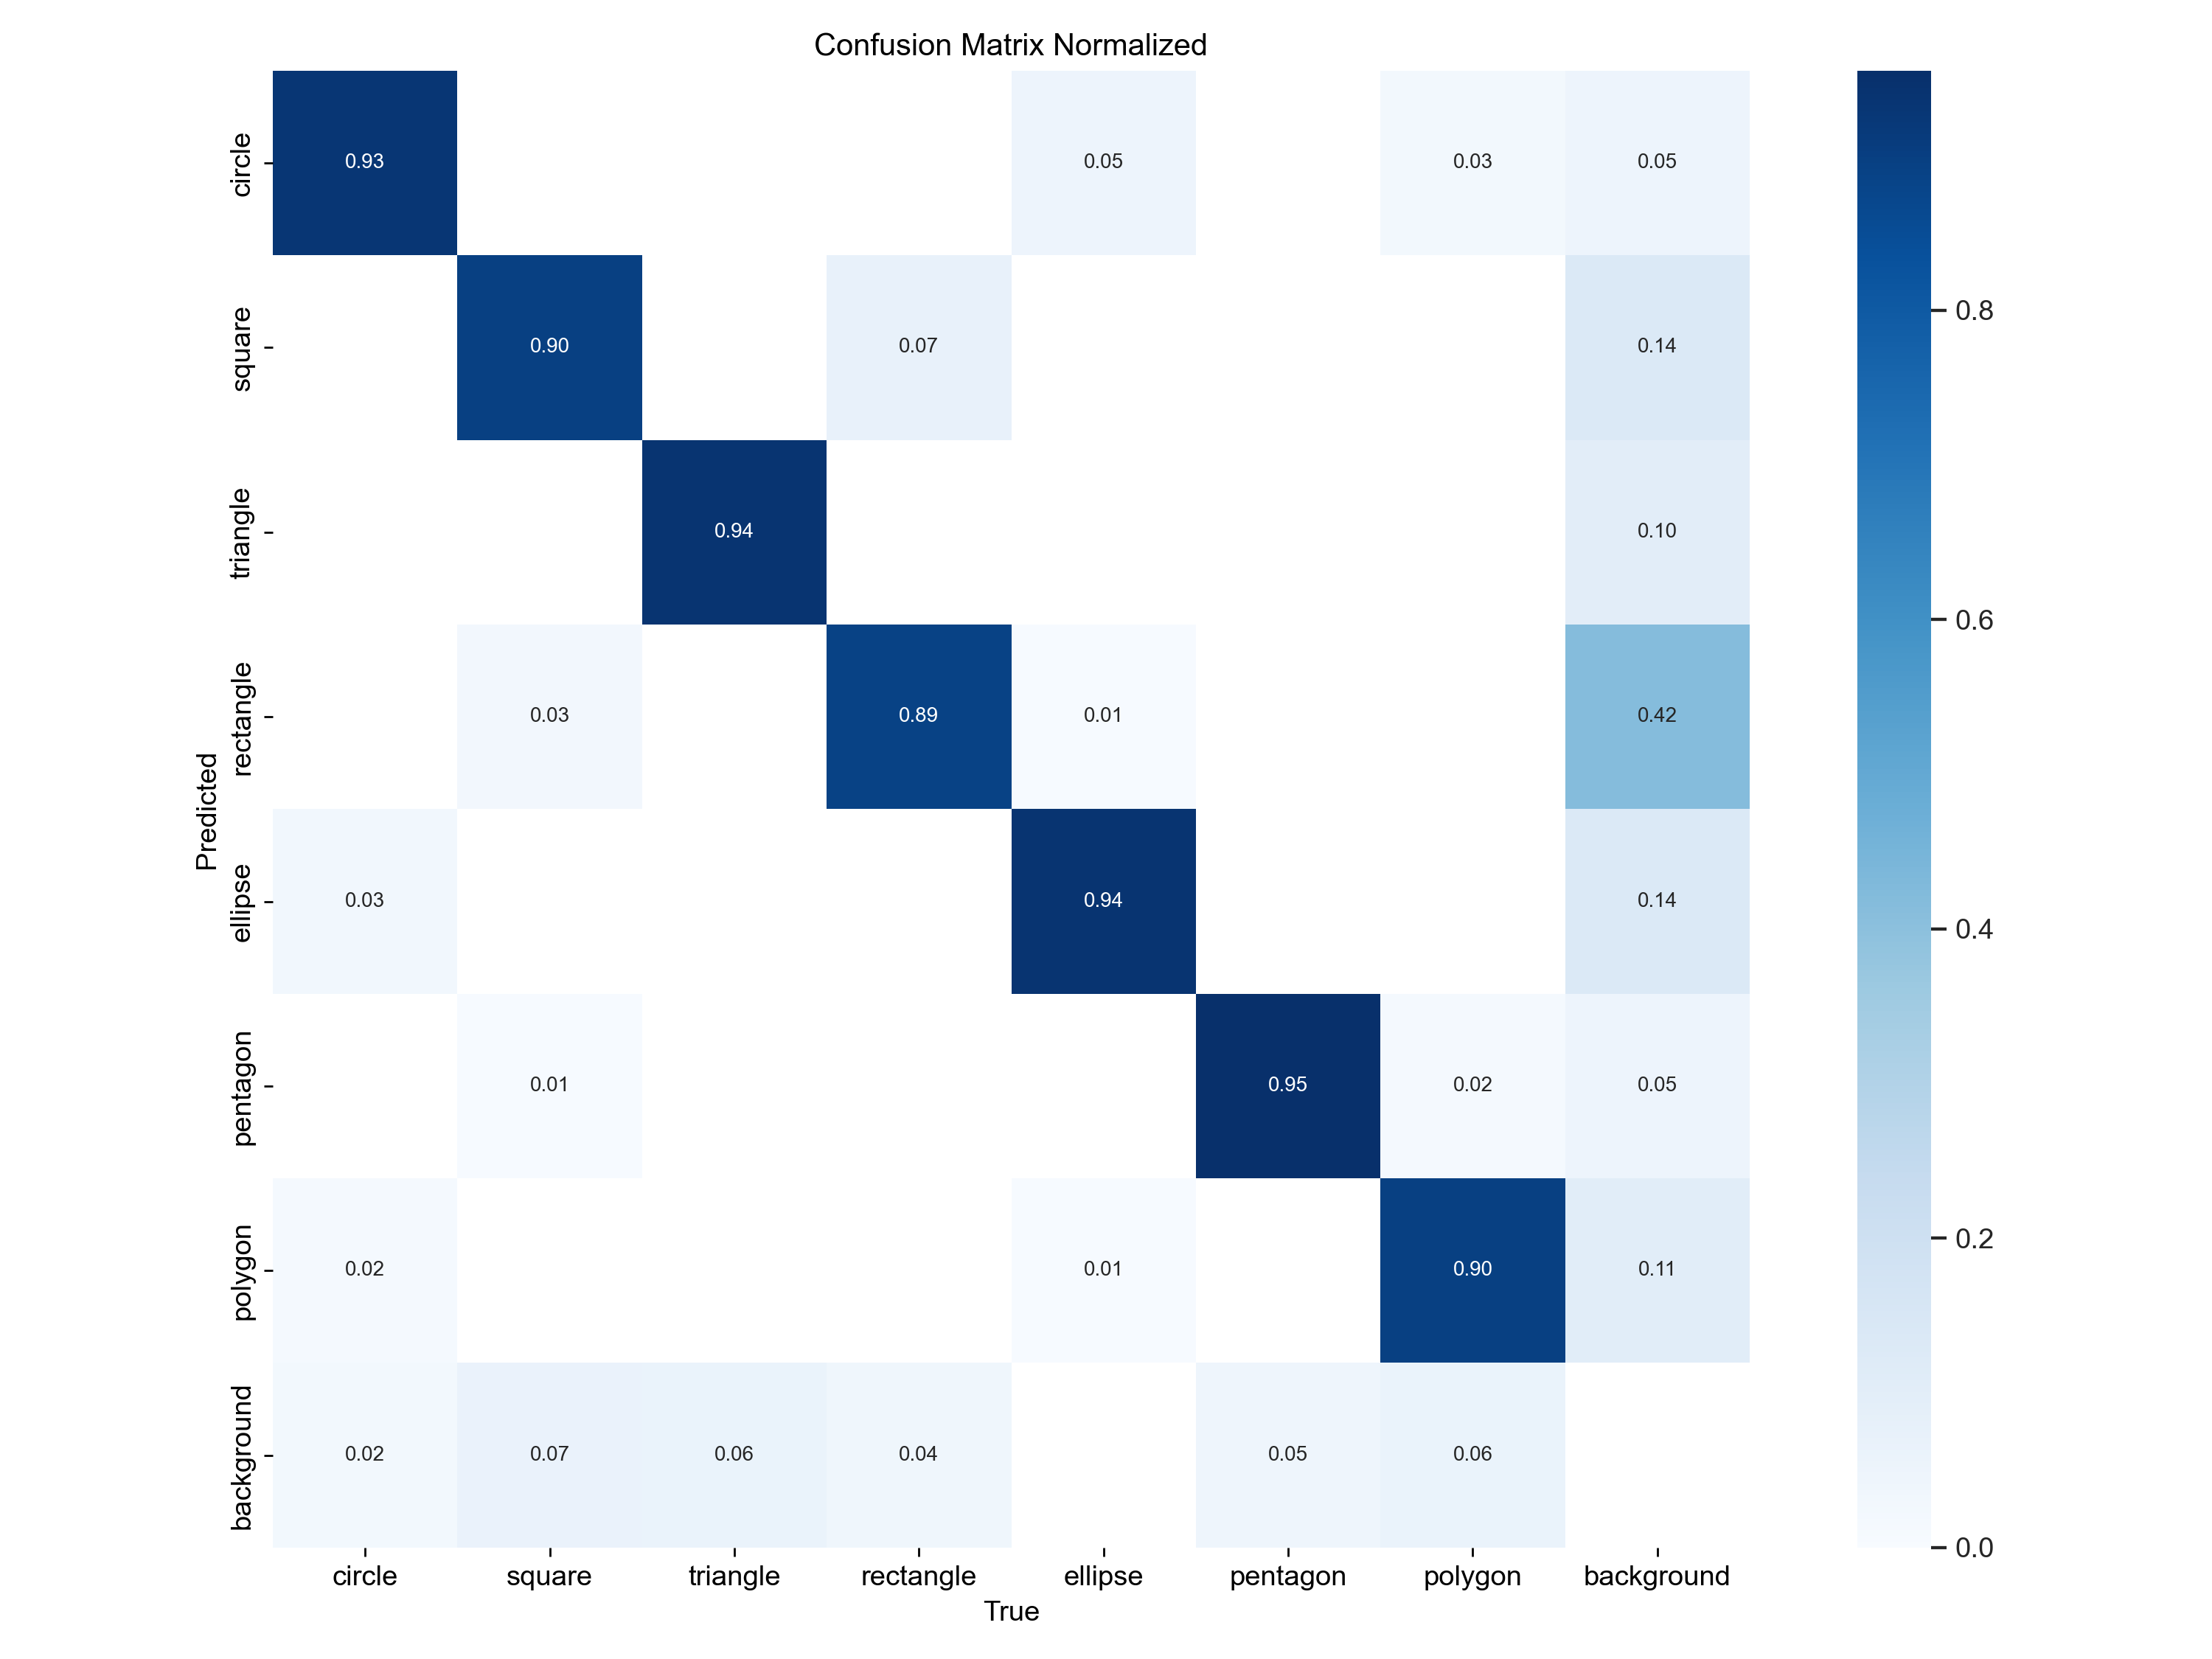 Confusion Matrix Normalized
circle
0.93
0.05
0.03
0.05
square
0.90
0.07
0.14
triangle
0.94
0.10
rectangle
0.03
0.89
0.01
0.42
ellipse
0.03
0.94
0.14
pentagon
0.01
0.95
0.02
0.05
polygon
0.02
0.01
0.90
0.11
background
0.02
0.07
0.06
0.04
0.05
0.06
Predicted
circle
square
triangle
rectangle
ellipse
pentagon
polygon
background
True
0.8
0.6
0.4
0.2
0.0